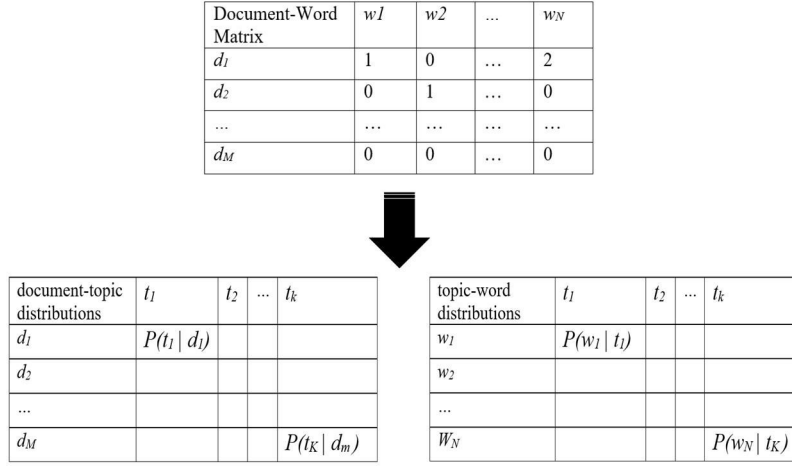 Document-Word Matrix w1 w2 ... wN
d1 1 0 … 2
d2 0 1 … 0
... … … … …
dM 0 0 … 0
document-topic distributions t1 t2 ... tk
d1 P(t1 | d1)
d2
...
dM P(tK | dm)
topic-word distributions t1 t2 ... tk
w1 P(w1 | t1)
w2
...
WN P(wN | tK)